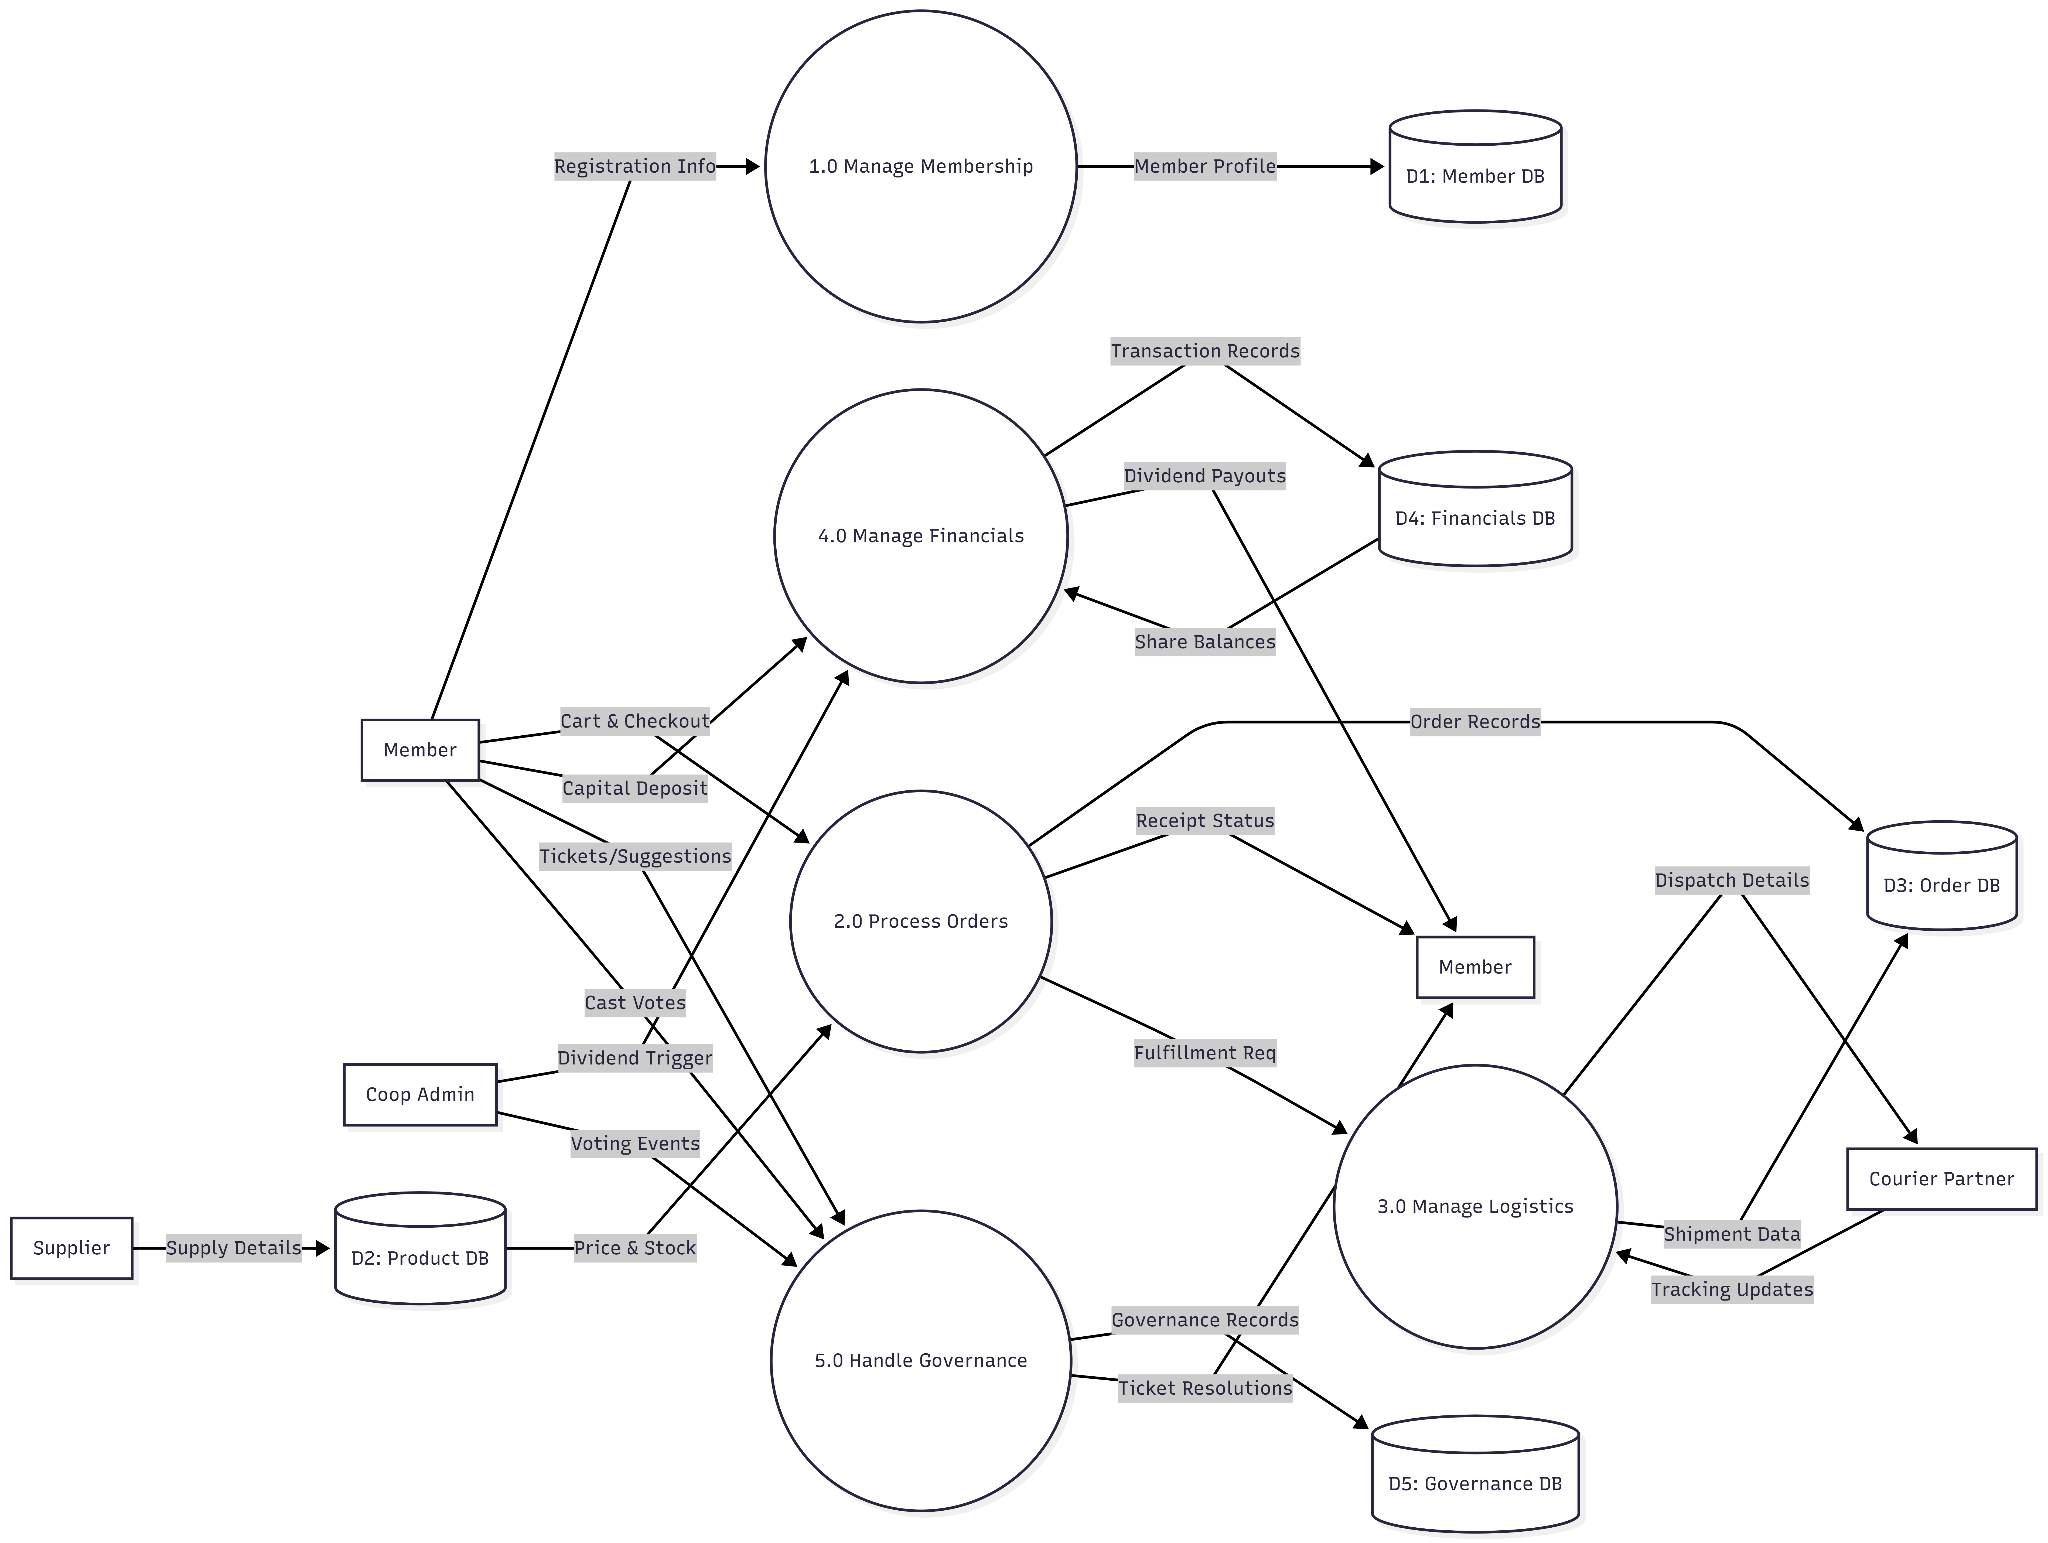 Registration Info
1.0 Manage Membership
Member Profile
D1: Member DB
Transaction Records
Dividend Payouts
4.0 Manage Financials
D4: Financials DB
Share Balances
Member
Cart & Checkout
Capital Deposit
Order Records
Tickets/Suggestions
Receipt Status
2.0 Process Orders
Dispatch Details
D3: Order DB
Member
Cast Votes
Dividend Trigger
Fulfillment Req
Coop Admin
Voting Events
Courier Partner
3.0 Manage Logistics
Shipment Data
Supplier
Supply Details
D2: Product DB
Price & Stock
Tracking Updates
Governance Records
5.0 Handle Governance
Ticket Resolutions
D5: Governance DB